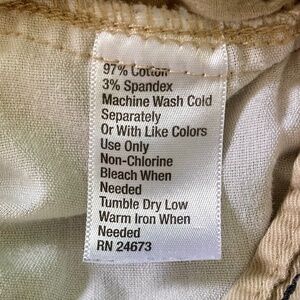 97% Cotton
3% Spandex
Machine Wash Cold
Separately
Or With Like Colors
Use Only
Non-Chlorine
Bleach When
Needed
Tumble Dry Low
Warm Iron When
Needed
RN 24673